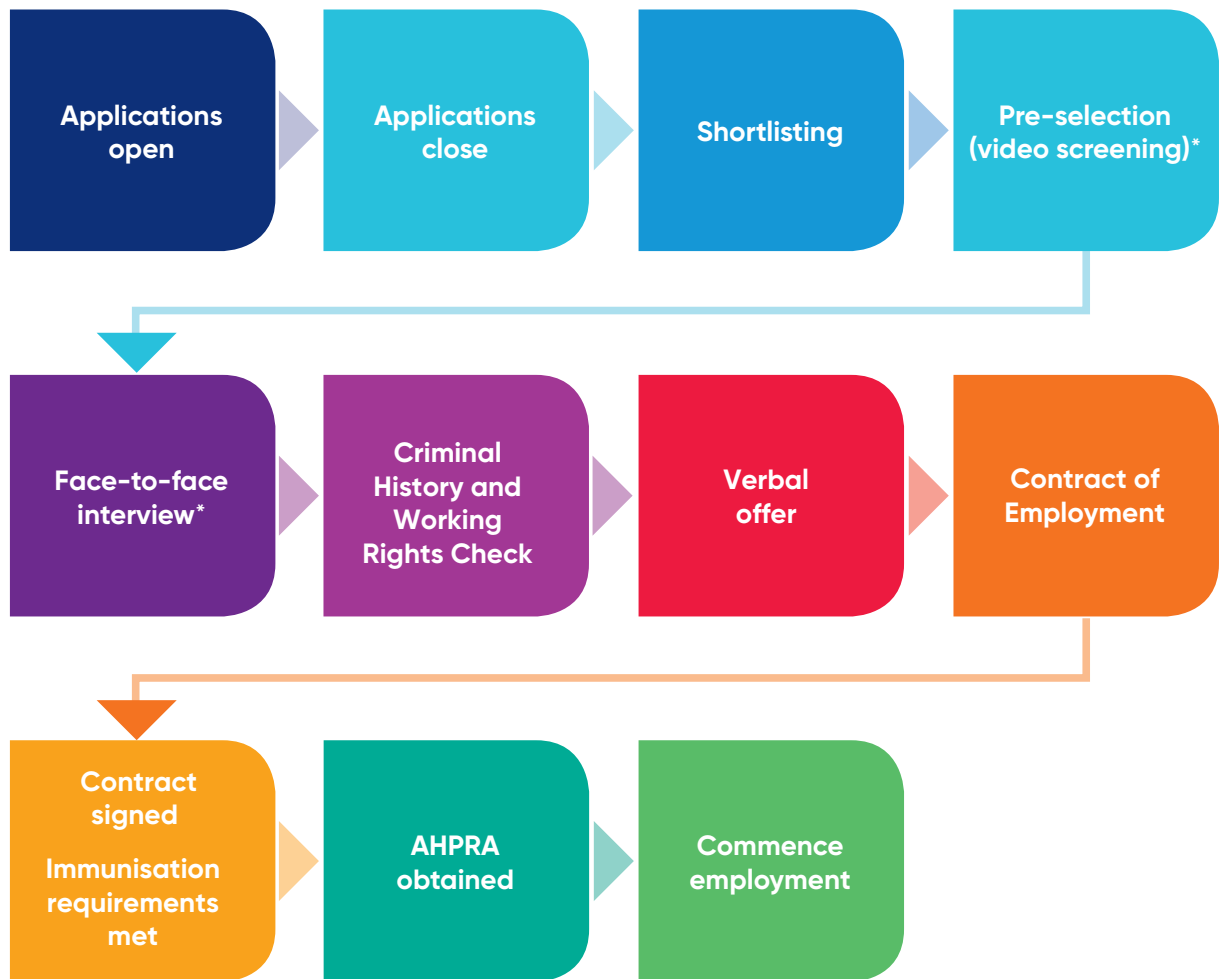 Applications
open
Applications
close
Shortlisting
Pre-selection
(video screening)*
Face-to-face
interview*
Criminal
History and
Working
Rights Check
Verbal
offer
Contract of
Employment
Contract
signed
Immunisation
requirements
met
AHPRA
obtained
Commence
employment